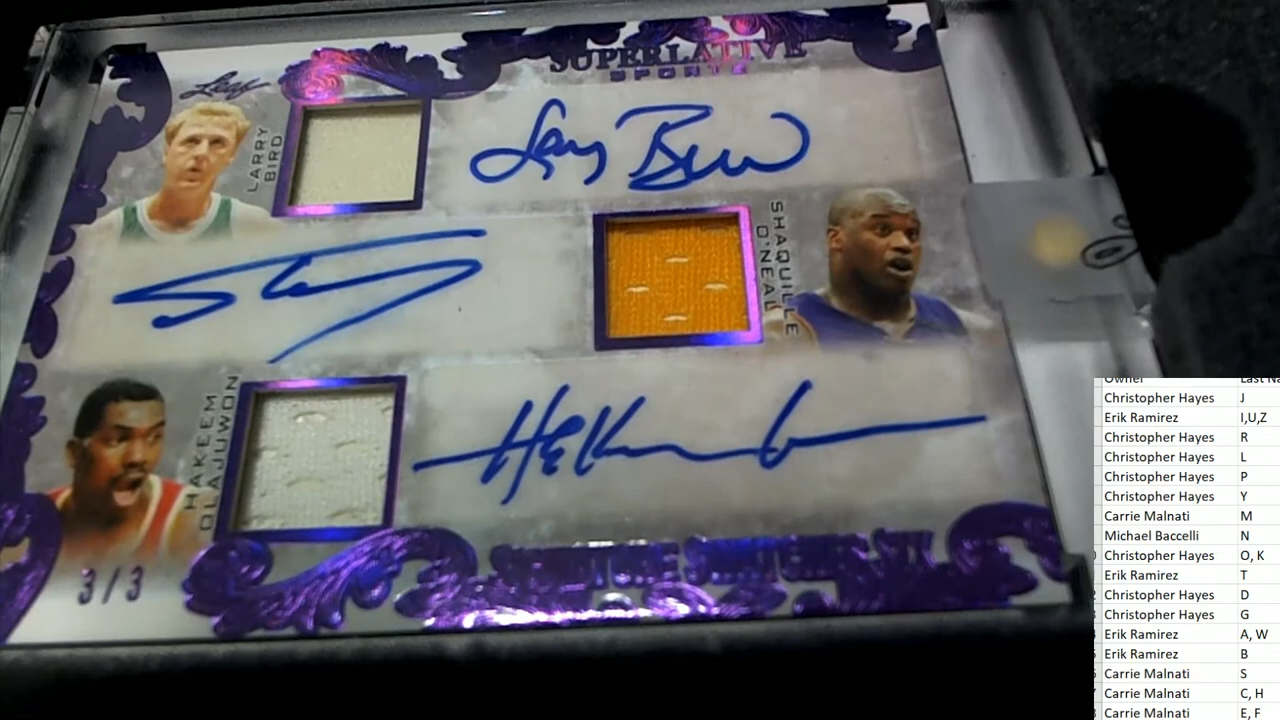 Leaf
SUPERLATIVE
SPORTS
LARRY
BIRD
Larry Bird
SHAQUILLE
O'NEAL
HAKEEM
OLAJUWON
3/3
Owner
Christopher Hayes J
Erik Ramirez I,U,Z
Christopher Hayes R
Christopher Hayes L
Christopher Hayes P
Christopher Hayes Y
Carrie Malnati M
Michael Baccelli N
Christopher Hayes O, K
Erik Ramirez T
Christopher Hayes D
Christopher Hayes G
Erik Ramirez A, W
Erik Ramirez B
Carrie Malnati S
Carrie Malnati C, H
Carrie Malnati E, F